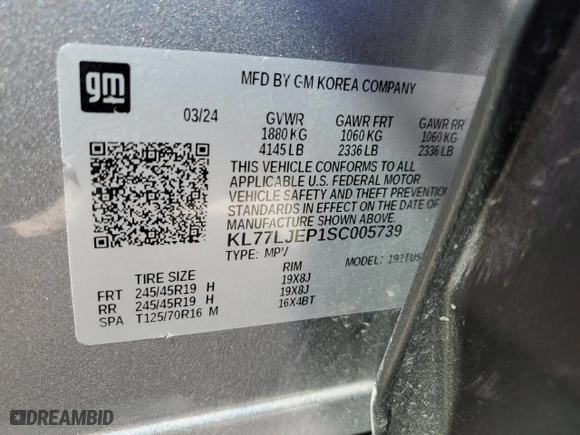 gm
MFD BY GM KOREA COMPANY
03/24 GVWR GAWR FRT GAWR RR
1880 KG 1060 KG 1060 KG
4145 LB 2336 LB 2336 LB
THIS VEHICLE CONFORMS TO ALL
APPLICABLE U.S. FEDERAL MOTOR
VEHICLE SAFETY AND THEFT PREVENTION
STANDARDS IN EFFECT ON THE DATE OF
MANUFACTURE SHOWN ABOVE.
KL77LJEP1SC005739
TYPE: MPV MODEL:
TIRE SIZE RIM
FRT 245/45R19 H 19X8J
RR 245/45R19 H 19X8J
SPA T125/70R16 M 16X4BT
DREAMBID